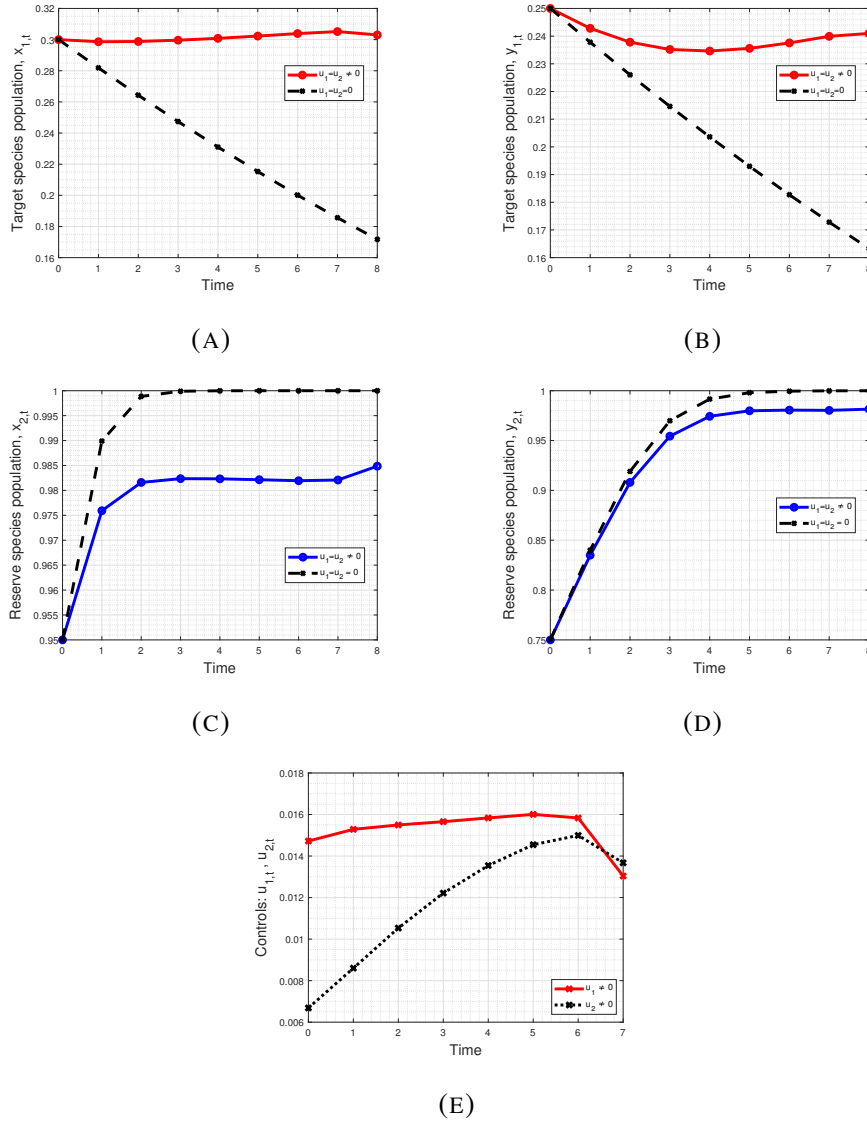 0.32
0.3
0.28
0.26
0.24
0.22
0.2
0.18
0.16
0 1 2 3 4 5 6 7 8
Time
Target species population, x1,t
u1=u2 ≠ 0
u1=u2=0
(A)
0.25
0.24
0.23
0.22
0.21
0.2
0.19
0.18
0.17
0.16
0 1 2 3 4 5 6 7 8
Time
Target species population, y1,t
u1=u2 ≠ 0
u1=u2=0
(B)
1
0.995
0.99
0.985
0.98
0.975
0.97
0.965
0.96
0.955
0.95
0 1 2 3 4 5 6 7 8
Time
Reserve species population, x2,t
u1=u2 ≠ 0
u1=u2 = 0
(C)
1
0.95
0.9
0.85
0.8
0.75
0 1 2 3 4 5 6 7 8
Time
Reserve species population, y2,t
u1=u2 ≠ 0
u1=u2 = 0
(D)
0.018
0.016
0.014
0.012
0.01
0.008
0.006
0 1 2 3 4 5 6 7
Time
Controls: u1,t , u2,t
u1 ≠ 0
u2 ≠ 0
(E)